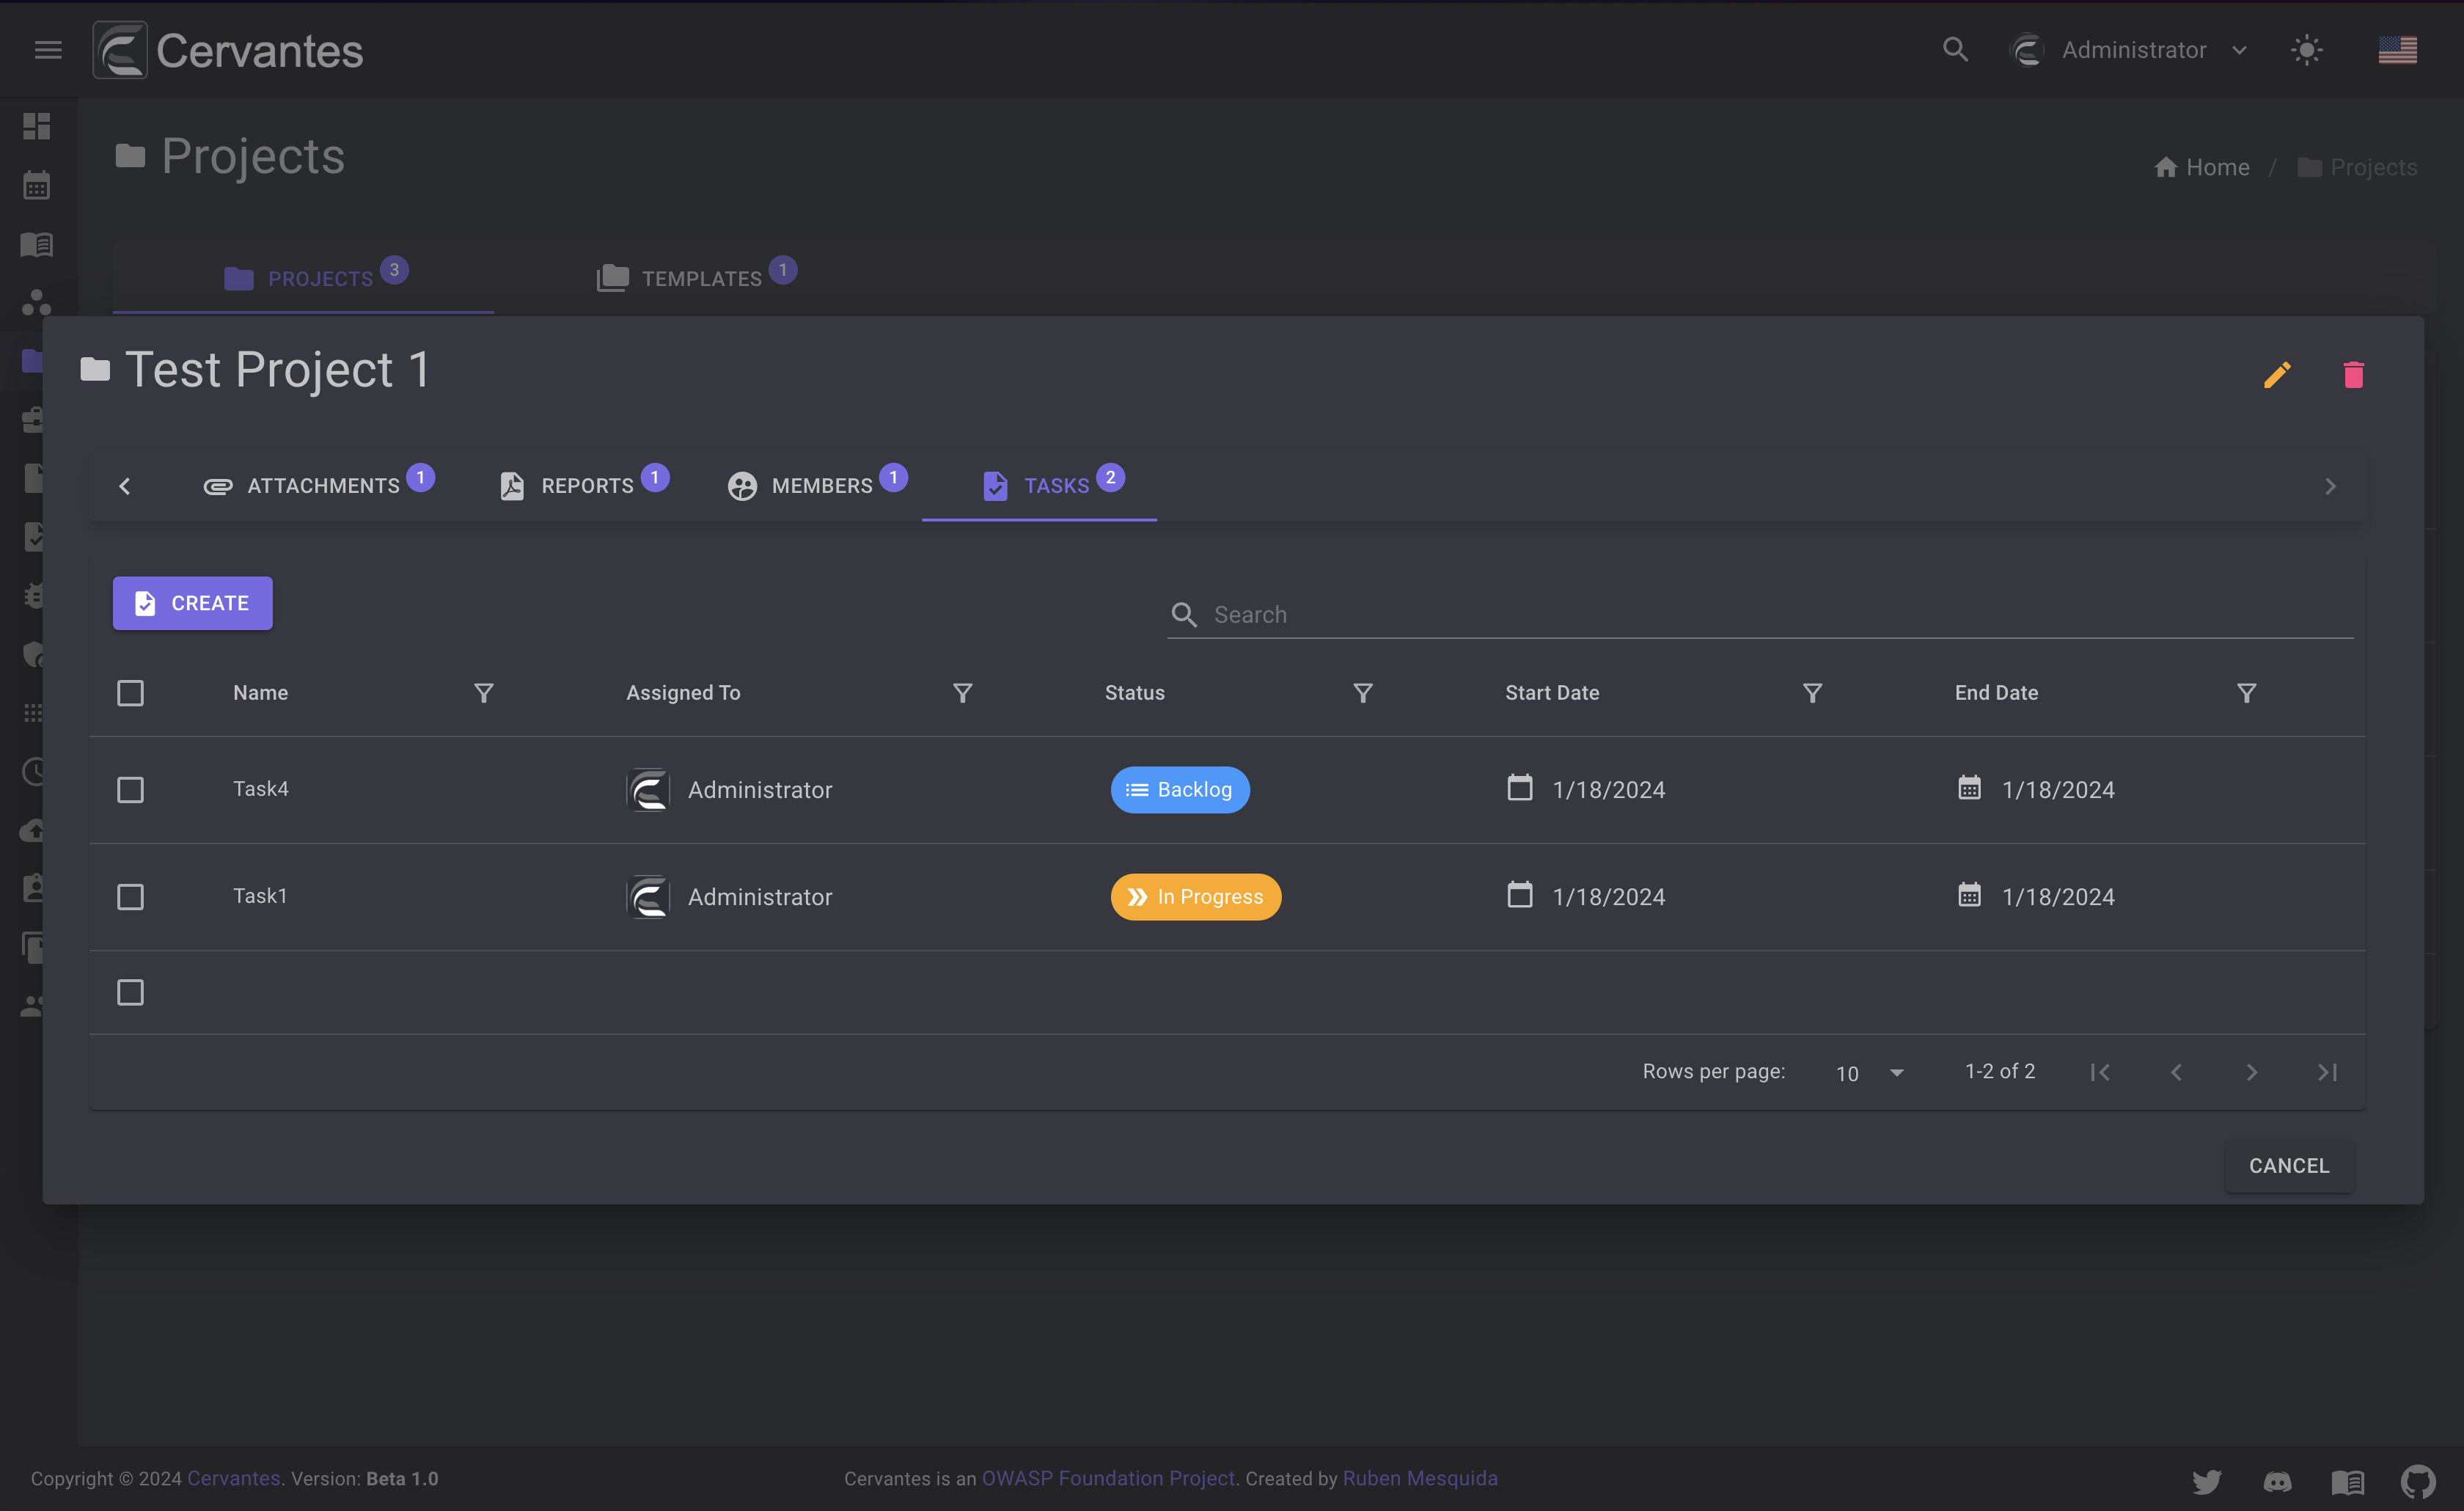 Cervantes
Administrator
Projects
Home / Projects
PROJECTS 3
TEMPLATES 1
Test Project 1
ATTACHMENTS 1
REPORTS 1
MEMBERS 1
TASKS 2
CREATE
Search
Name Assigned To Status Start Date End Date
Task4 Administrator Backlog 1/18/2024 1/18/2024
Task1 Administrator In Progress 1/18/2024 1/18/2024
Rows per page: 10 1-2 of 2
CANCEL
Copyright © 2024 Cervantes. Version: Beta 1.0
Cervantes is an OWASP Foundation Project. Created by Ruben Mesquida